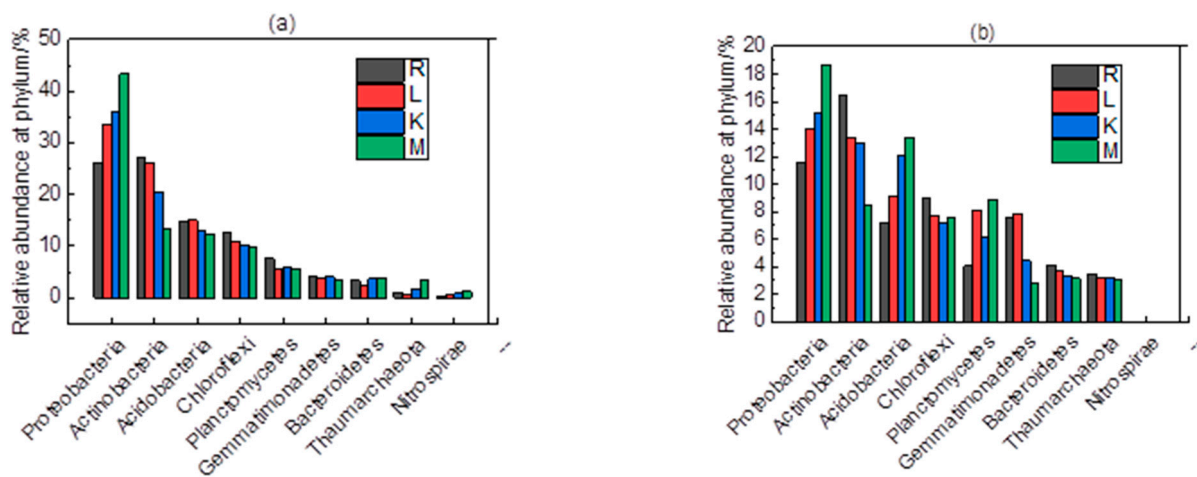 (a)
Relative abundance at phylum/%
50
40
30
20
10
0
R
L
K
M
Proteobacteria
Actinobacteria
Acidobacteria
Chloroflexi
Planctomycetes
Gemmatimonadetes
Bacteroidetes
Thaumarchaeota
Nitrospirae
--
(b)
Relative abundance at phylum/%
20
18
16
14
12
10
8
6
4
2
0
R
L
K
M
Proteobacteria
Actinobacteria
Acidobacteria
Chloroflexi
Planctomycetes
Gemmatimonadetes
Bacteroidetes
Thaumarchaeota
Nitrospirae
--